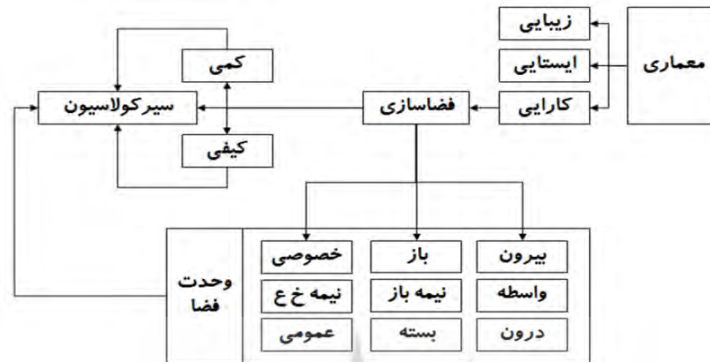 زیبایی
معماری
ایستایی
کارایی
فضاسازی
کمی
سیرکولاسیون
کیفی
بیرون
باز
خصوصی
وحدت
فضا
واسطه
نیمه باز
نیمه خ ع
درون
بسته
عمومی